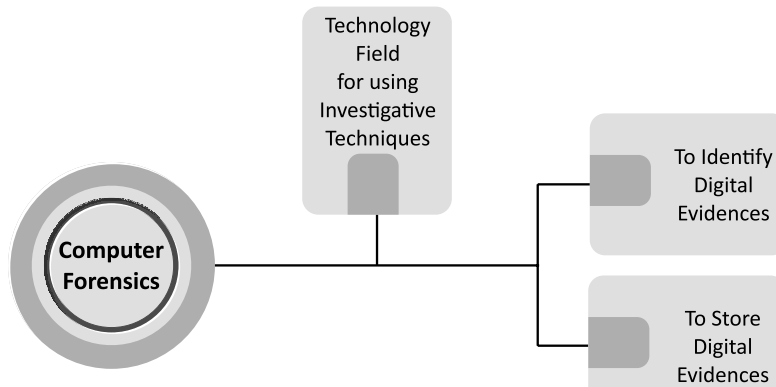 Technology
Field
for using
Investigative
Techniques
To Identify
Digital
Evidences
Computer
Forensics
To Store
Digital
Evidences